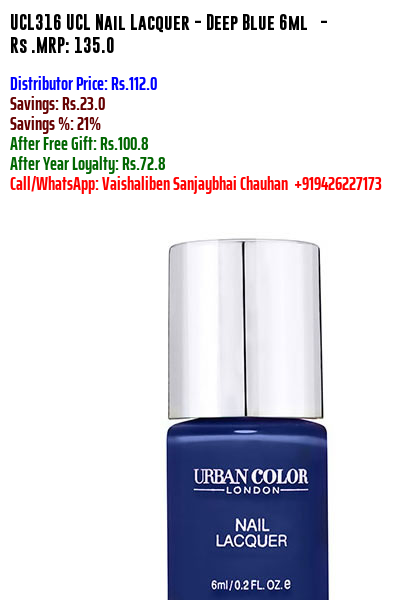 UCL316 UCL Nail Lacquer - Deep Blue 6ml -
Rs .MRP: 135.0
Distributor Price: Rs.112.0
Savings: Rs.23.0
Savings %: 21%
After Free Gift: Rs.100.8
After Year Loyalty: Rs.72.8
Call/WhatsApp: Vaishaliben Sanjaybhai Chauhan +919426227173
URBAN COLOR
LONDON
NAIL
LACQUER
6ml/0.2 FL. OZ.e